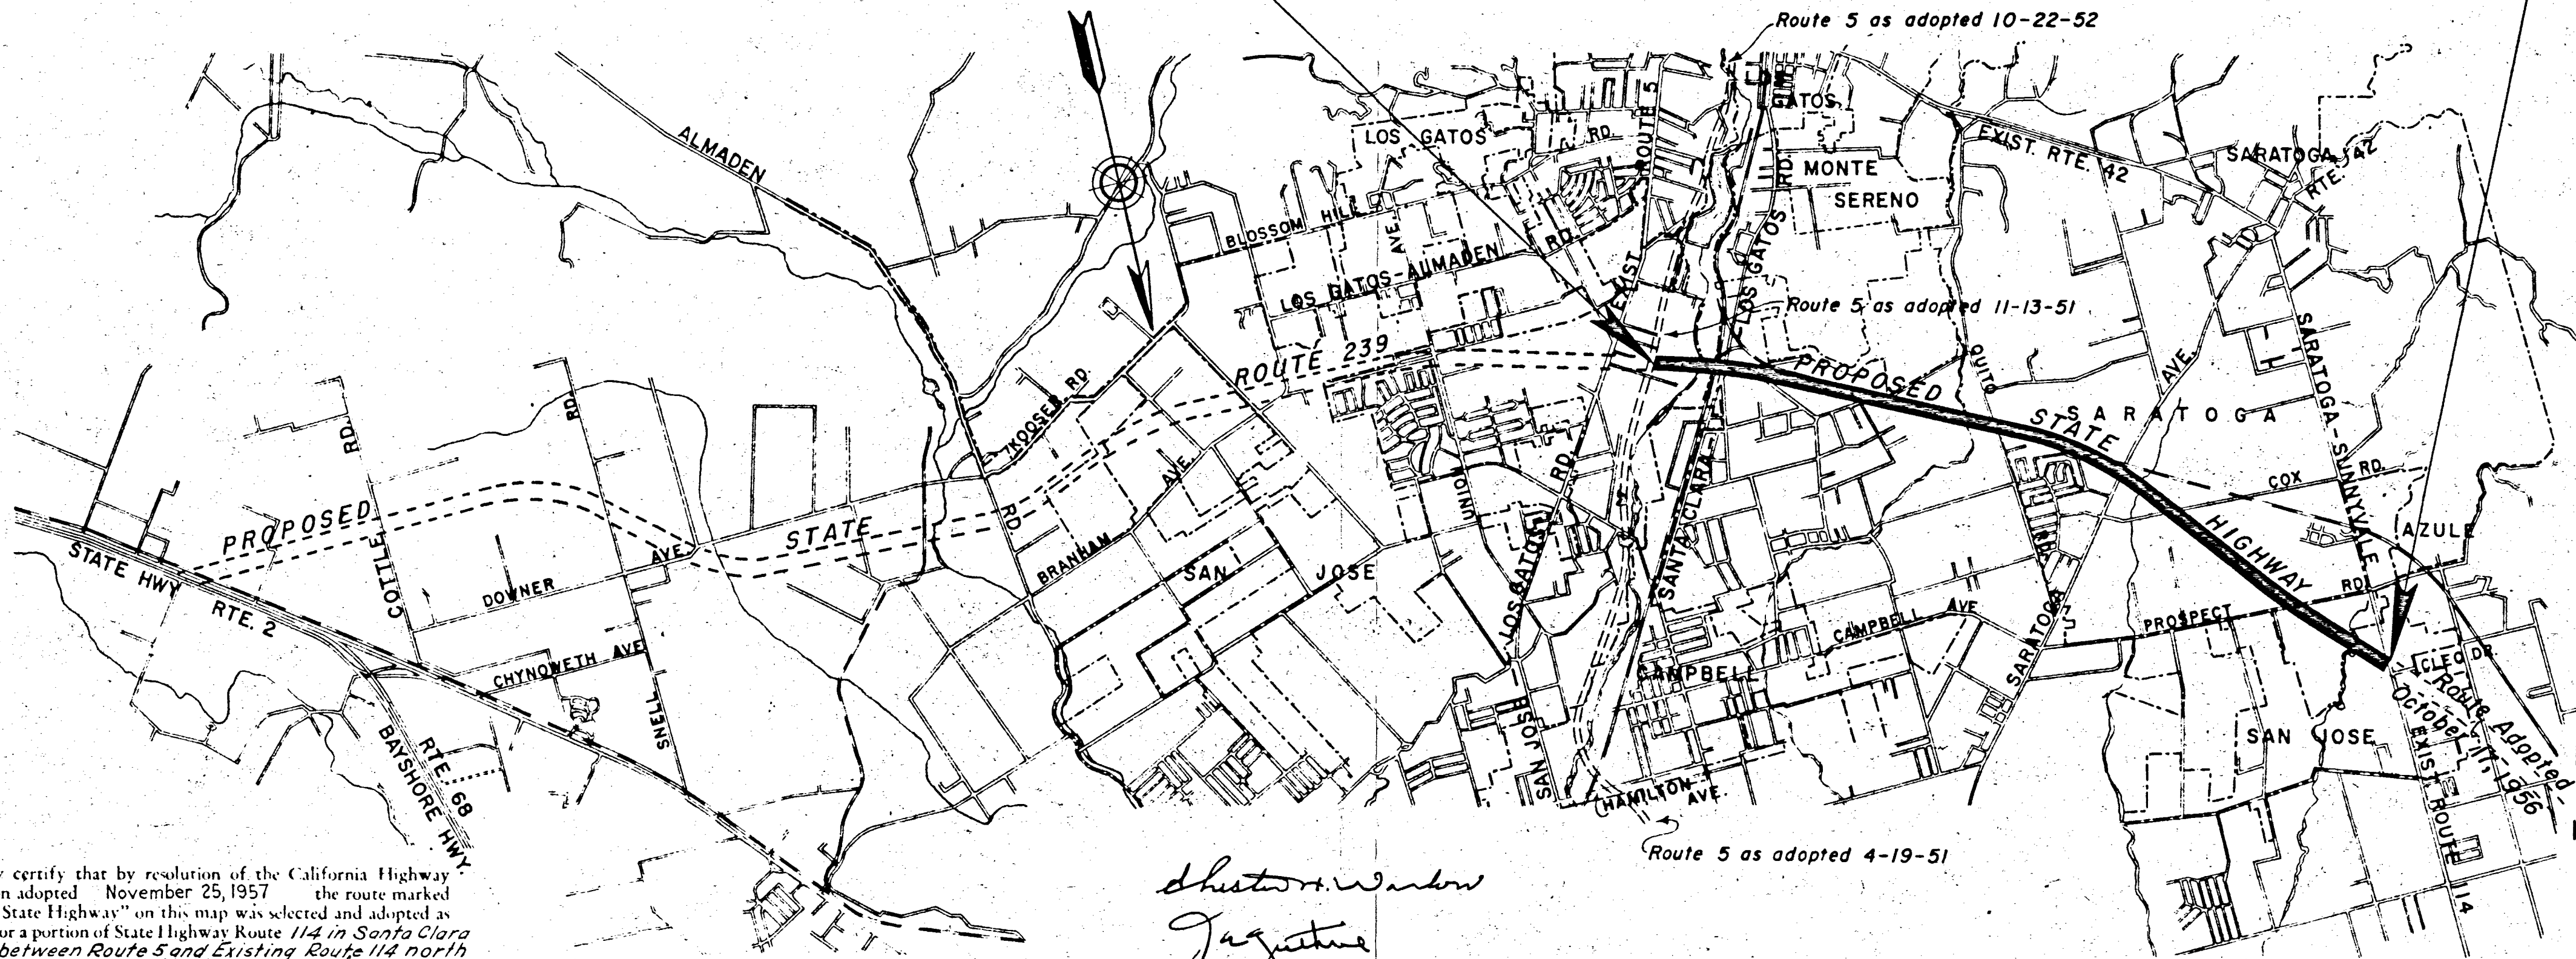 Route 5 as adopted 10-22-52
ALMADEN
LOS GATOS
RD.
ROUTE 5
GATOS
MONTE
SERENO
EXIST. RTE. 42
SARATOGA
RTE. 42
BLOSSOM HILL
AVE.
LOS GATOS-ALMADEN RD.
EXIST.
LOS GATOS RD.
Route 5 as adopted 11-13-51
ROUTE 239
KOOSER RD.
PROPOSED STATE HIGHWAY
QUITO
AVE.
SARATOGA
SARATOGA-SUNNYVALE
RD.
RD.
COX RD.
AZULE
PROPOSED STATE
COTTLE
STATE HWY RTE. 2
DOWNER AVE.
BRANHAM AVE.
RD.
SAN JOSE
UNION
LOS GATOS RD.
SANTA CLARA
SARATOGA
PROSPECT RD.
CAMPBELL AVE
CAMPBELL
CHYNOWETH AVE
SNELL
RTE. 68
BAYSHORE HWY.
SAN JOSE
HAMILTON AVE.
CLEO DR.
Route Adopted-
October 17, 1956
SAN JOSE
EXIST. ROUTE 114
Route 5 as adopted 4-19-51
certify that by resolution of the California Highway
n adopted November 25, 1957 the route marked
State Highway" on this map was selected and adopted as
or a portion of State Highway Route 114 in Santa Clara
between Route 5 and Existing Route 114 north